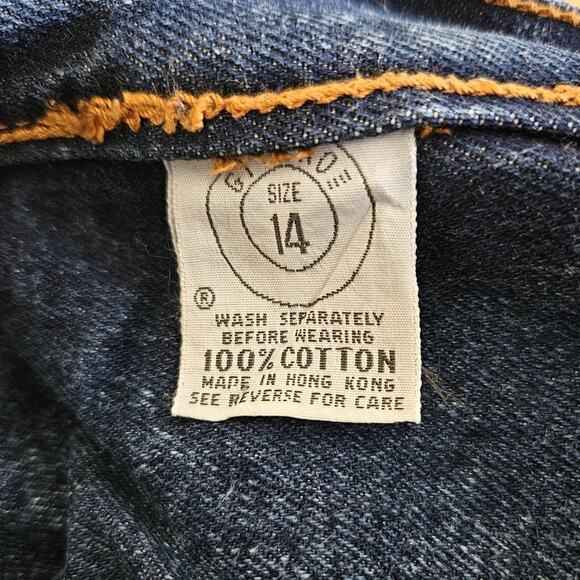 SIZE
14
®
WASH SEPARATELY
BEFORE WEARING
100% COTTON
MADE IN HONG KONG
SEE REVERSE FOR CARE